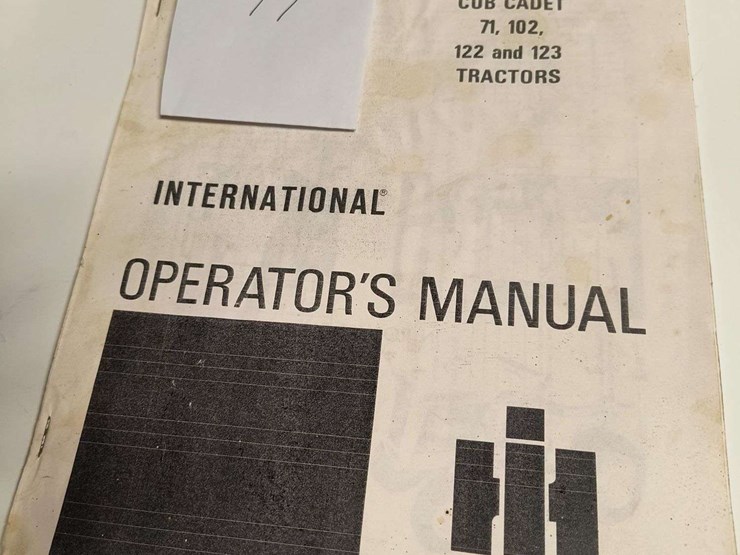 CUB CADET
71, 102,
122 and 123
TRACTORS
INTERNATIONAL®
OPERATOR'S MANUAL